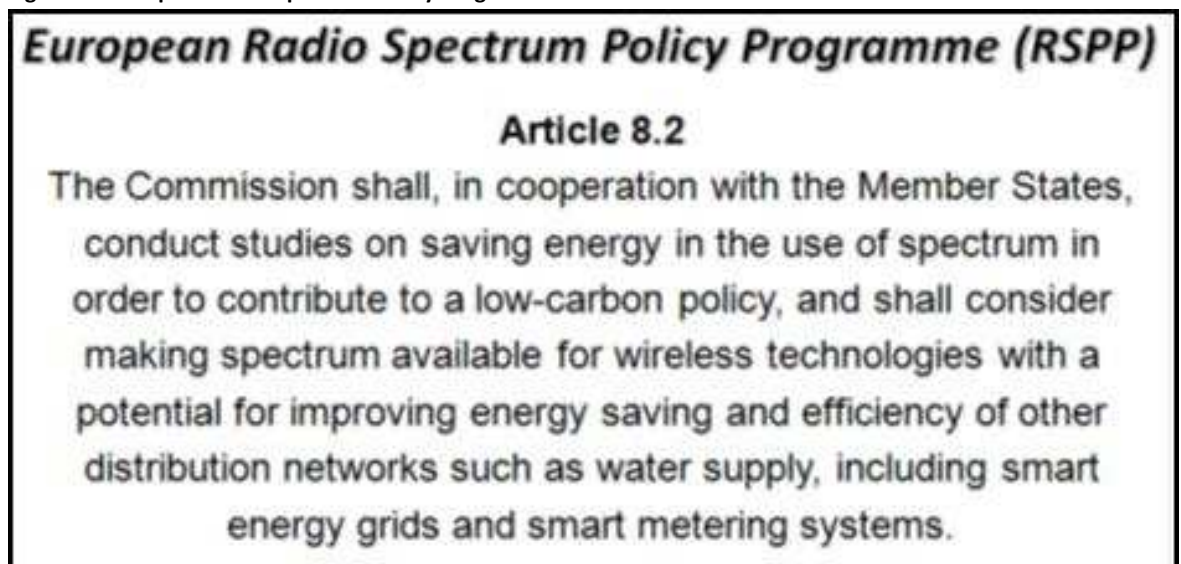 European Radio Spectrum Policy Programme (RSPP)
Article 8.2
The Commission shall, in cooperation with the Member States,
conduct studies on saving energy in the use of spectrum in
order to contribute to a low-carbon policy, and shall consider
making spectrum available for wireless technologies with a
potential for improving energy saving and efficiency of other
distribution networks such as water supply, including smart
energy grids and smart metering systems.